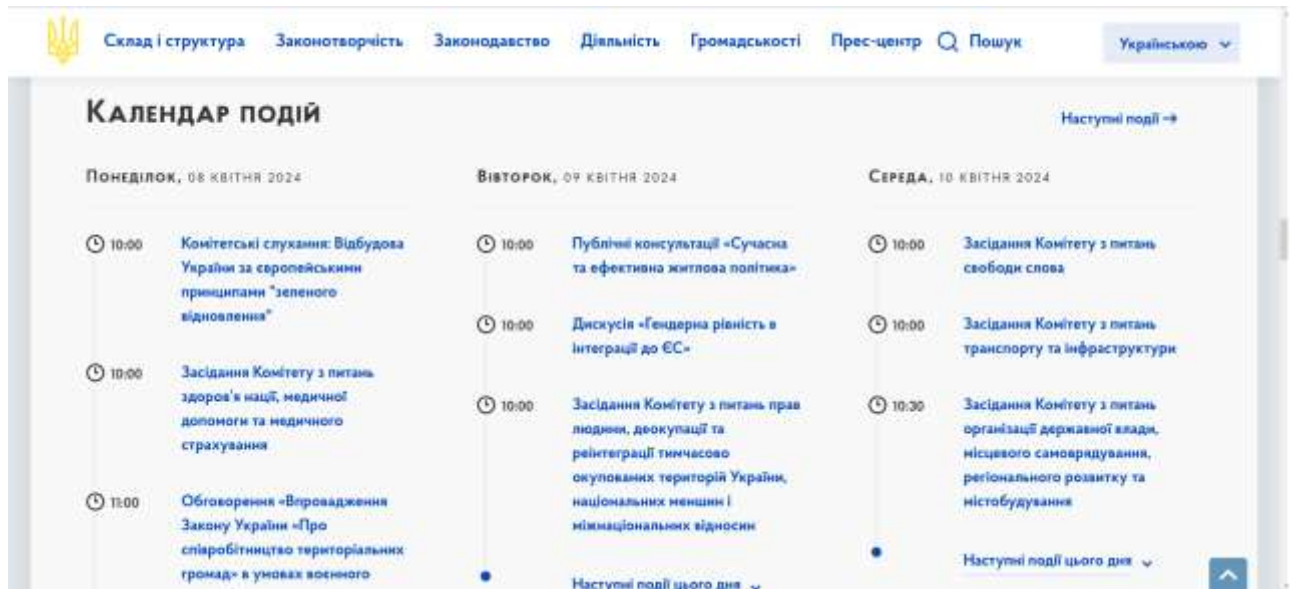 Склад і структура Законотворчість Законодавство Діяльність Громадськості Прес-центр Пошук Українською
Календар подій
Наступні події →
Понеділок, 08 квітня 2024
10:00 Комітетські слухання: Відбудова
України за європейськими
принципами "зеленого
відновлення"
10:00 Засідання Комітету з питань
здоров'я нації, медичної
допомоги та медичного
страхування
11:00 Обговорення «Впровадження
Закону України «Про
співробітництво територіальних
громад» в умовах воєнного
Вівторок, 09 квітня 2024
10:00 Публічні консультації «Сучасна
та ефективна житлова політика»
10:00 Дискусія «Гендерна рівність в
інтеграції до ЄС»
10:00 Засідання Комітету з питань прав
людини, деокупації та
реінтеграції тимчасово
окупованих територій України,
національних меншин і
міжнаціональних відносин
Наступні події цього дня
Середа, 10 квітня 2024
10:00 Засідання Комітету з питань
свободи слова
10:00 Засідання Комітету з питань
транспорту та інфраструктури
10:30 Засідання Комітету з питань
організації державної влади,
місцевого самоврядування,
регіонального розвитку та
містобудування
Наступні події цього дня